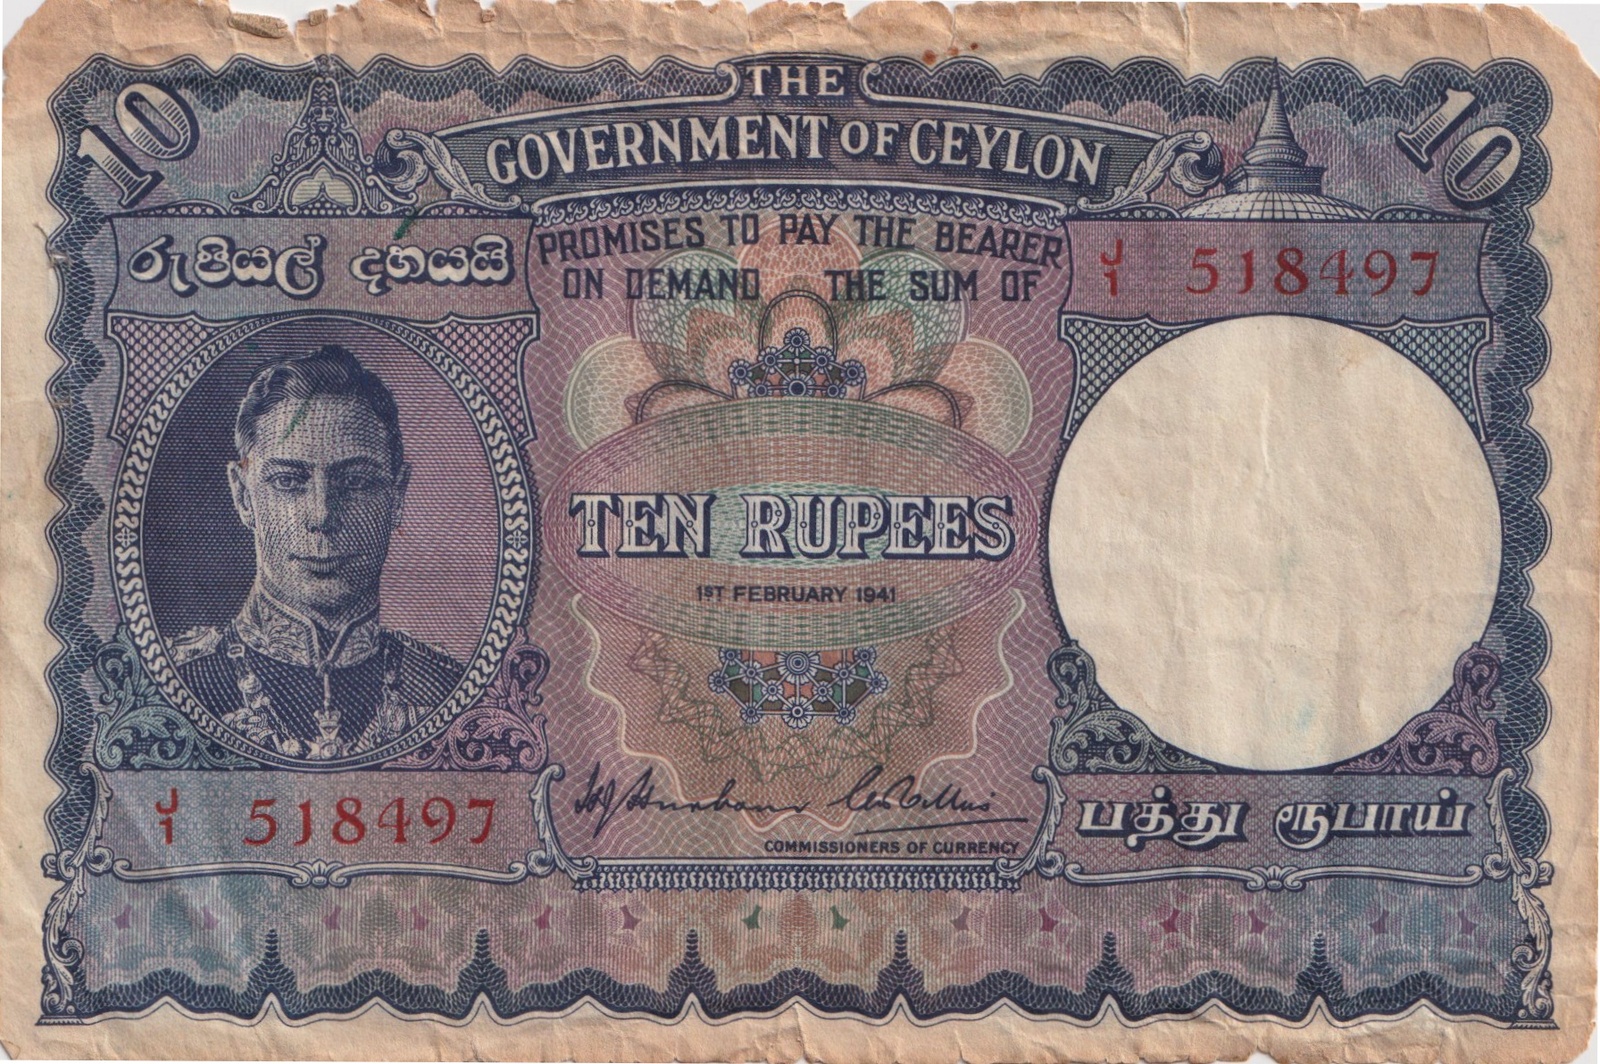 10
THE
10
GOVERNMENT OF CEYLON
රුපියල් දහයයි
PROMISES TO PAY THE BEARER
ON DEMAND THE SUM OF
J/1 518497
TEN RUPEES
1ST FEBRUARY 1941
J/1 518497
COMMISSIONERS OF CURRENCY
பத்து ரூபாய்